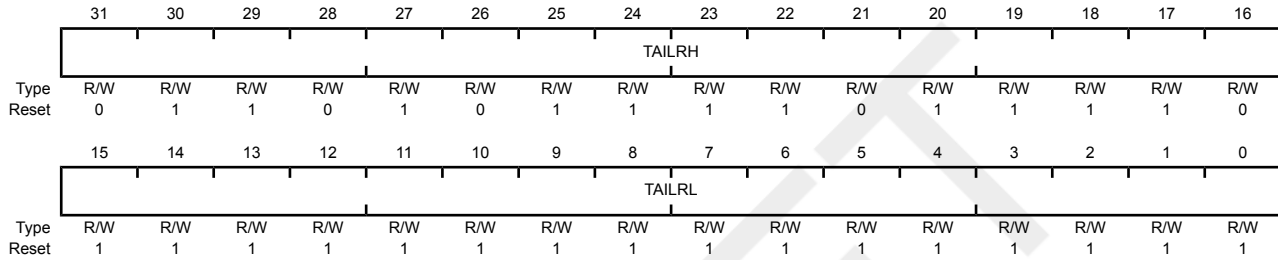 31 30 29 28 27 26 25 24 23 22 21 20 19 18 17 16
TAILRH
Type R/W R/W R/W R/W R/W R/W R/W R/W R/W R/W R/W R/W R/W R/W R/W R/W
Reset 0 1 1 0 1 0 1 1 1 1 0 1 1 1 1 0
15 14 13 12 11 10 9 8 7 6 5 4 3 2 1 0
TAILRL
Type R/W R/W R/W R/W R/W R/W R/W R/W R/W R/W R/W R/W R/W R/W R/W R/W
Reset 1 1 1 1 1 1 1 1 1 1 1 1 1 1 1 1